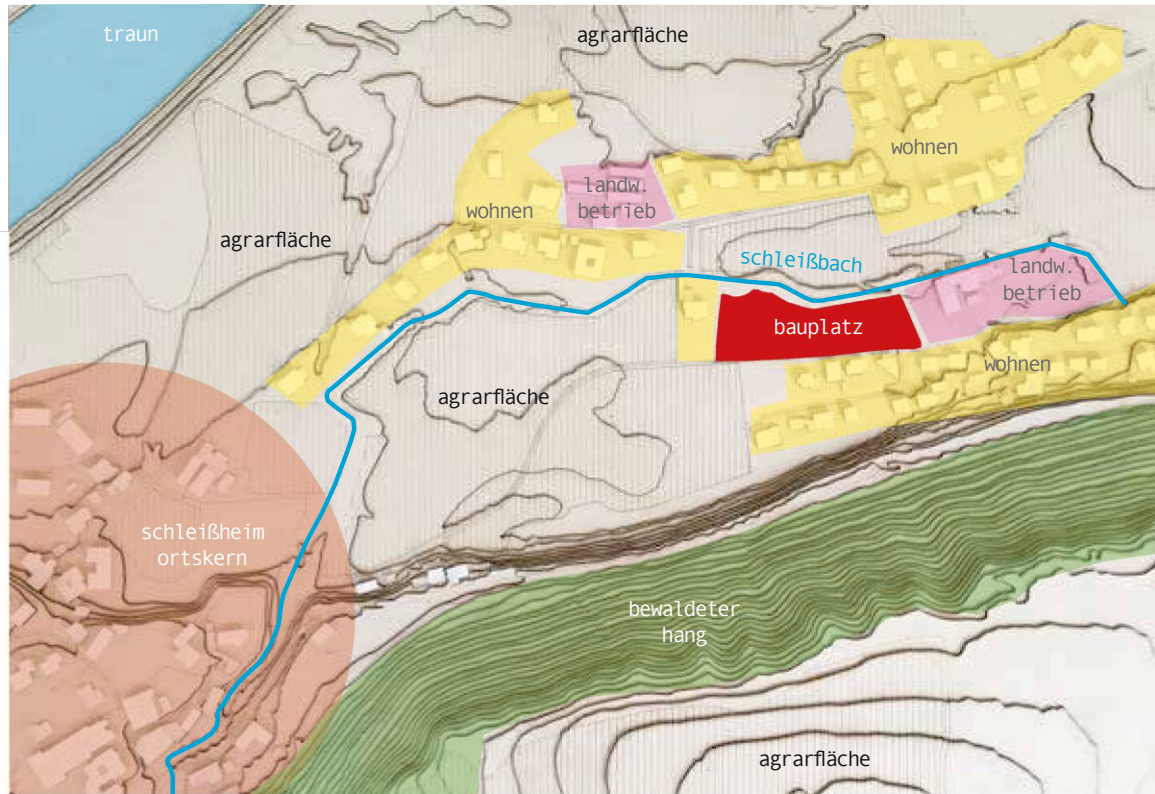 traun
agrarfläche
wohnen
landw.
betrieb
wohnen
agrarfläche
schleißbach
landw.
betrieb
bauplatz
wohnen
agrarfläche
schleißheim
ortskern
bewaldeter
hang
agrarfläche